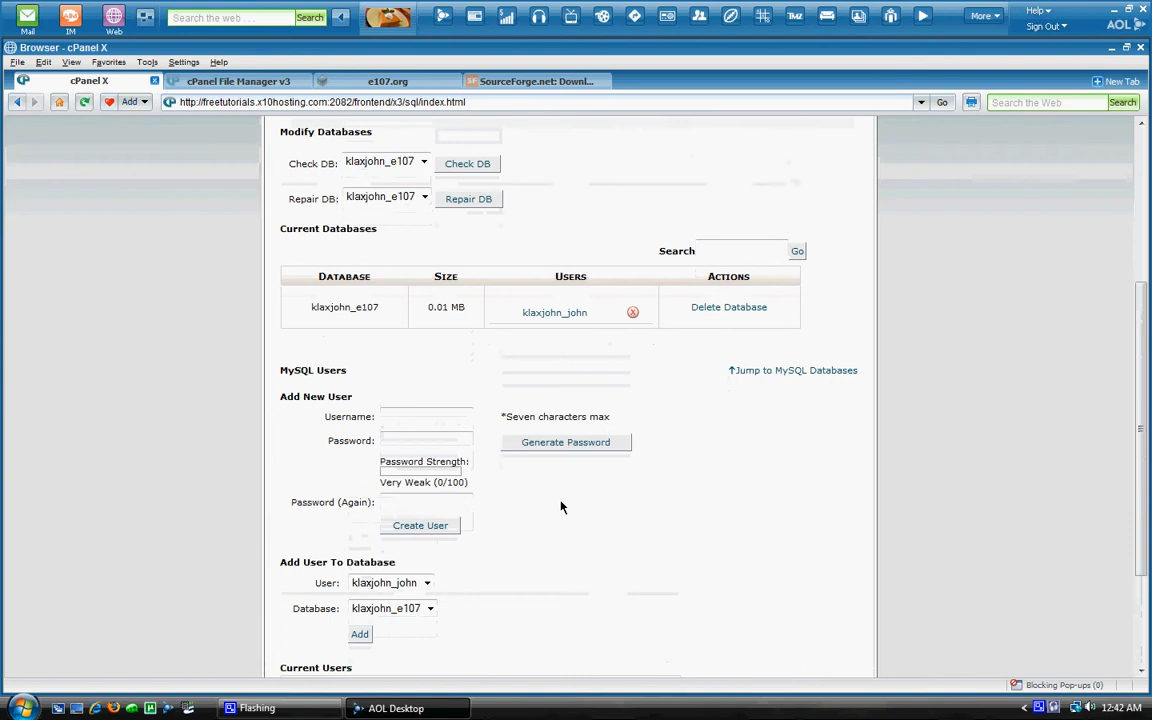 Mail
IM
Web
Search the web ...
Search
TMZ
More
Help
Sign Out
AOL
Browser - cPanel X
File Edit View Favorites Tools Settings Help
cPanel X
cPanel File Manager v3
e107.org
SourceForge.net: Downl...
New Tab
Add
http://freetutorials.x10hosting.com:2082/frontend/x3/sql/index.html
Go
Search the Web
Search
Modify Databases
Check DB: klaxjohn_e107 Check DB
Repair DB: klaxjohn_e107 Repair DB
Current Databases
Search Go
DATABASE SIZE USERS ACTIONS
klaxjohn_e107 0.01 MB klaxjohn_john Delete Database
MySQL Users
Jump to MySQL Databases
Add New User
Username: *Seven characters max
Password: Generate Password
Password Strength:
Very Weak (0/100)
Password (Again):
Create User
Add User To Database
User: klaxjohn_john
Database: klaxjohn_e107
Add
Current Users
Blocking Pop-ups (0)
Flashing
AOL Desktop
12:42 AM